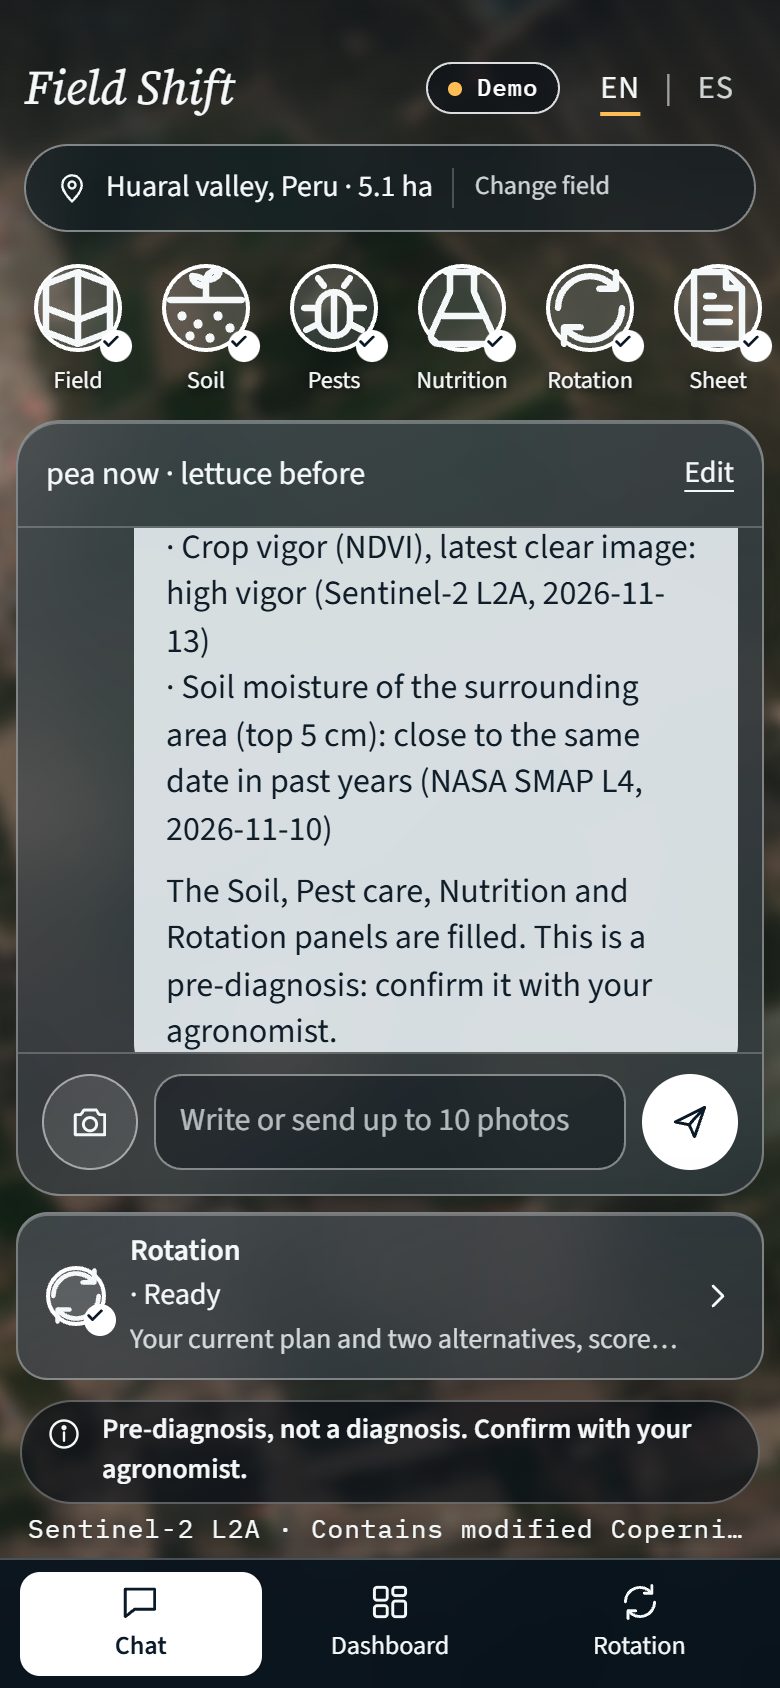 Field Shift
Demo
EN | ES
Huaral valley, Peru · 5.1 ha
Change field
Field
Soil
Pests
Nutrition
Rotation
Sheet
pea now · lettuce before
Edit
· Crop vigor (NDVI), latest clear image:
high vigor (Sentinel-2 L2A, 2026-11-
13)
· Soil moisture of the surrounding
area (top 5 cm): close to the same
date in past years (NASA SMAP L4,
2026-11-10)
The Soil, Pest care, Nutrition and
Rotation panels are filled. This is a
pre-diagnosis: confirm it with your
agronomist.
Write or send up to 10 photos
Rotation
· Ready
Your current plan and two alternatives, score…
Pre-diagnosis, not a diagnosis. Confirm with your
agronomist.
Sentinel-2 L2A · Contains modified Coperni…
Chat
Dashboard
Rotation